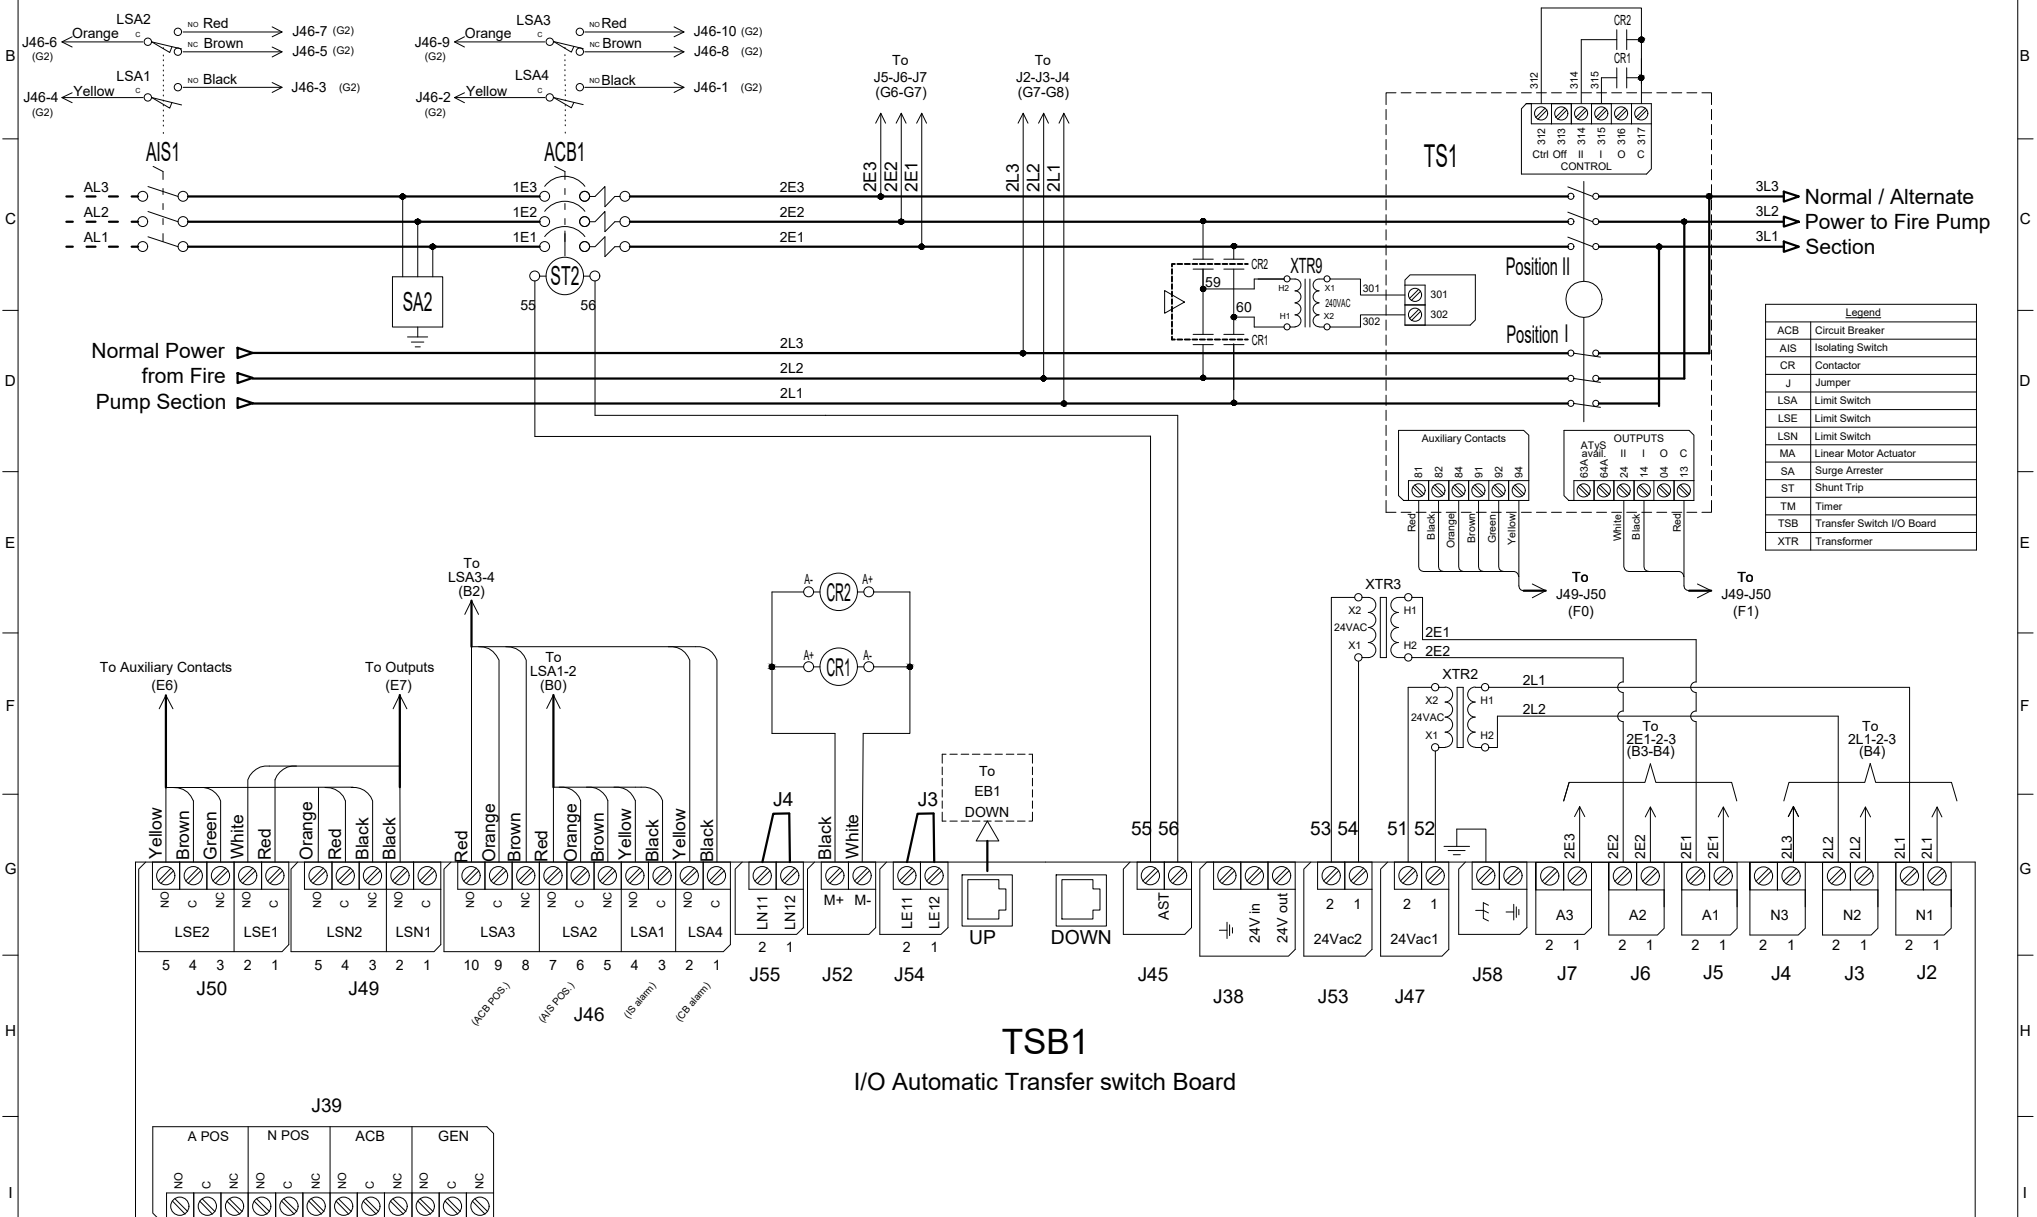 B
LSA2
NO Red
J46-7 (G2)
J46-6
(G2)
Orange
C
NC Brown
J46-5 (G2)
LSA1
NO Black
J46-3 (G2)
J46-4
(G2)
Yellow
C
AIS1
LSA3
NO Red
J46-10 (G2)
J46-9
(G2)
Orange
C
NC Brown
J46-8 (G2)
LSA4
NO Black
J46-1 (G2)
J46-2
(G2)
Yellow
C
ACB1
To
J5-J6-J7
(G6-G7)
2E3
2E2
2E1
To
J2-J3-J4
(G7-G8)
2L3
2L2
2L1
CR2
CR1
312
314
315
B
TS1
312 313 314 315 316 317
Ctrl Off II I O C
CONTROL
C
AL3
1E3
2E3
3L3
AL2
1E2
2E2
3L2
AL1
1E1
2E1
3L1
Normal / Alternate
Power to Fire Pump
Section
C
SA2
ST2
55
56
CR2
59
60
CR1
XTR9
H2
H1
X1
240VAC
X2
301
302
301
302
Position II
Position I
D
Normal Power
from Fire
Pump Section
2L3
2L2
2L1
D
Legend
ACB Circuit Breaker
AIS Isolating Switch
CR Contactor
J Jumper
LSA Limit Switch
LSE Limit Switch
LSN Limit Switch
MA Linear Motor Actuator
SA Surge Arrester
ST Shunt Trip
TM Timer
TSB Transfer Switch I/O Board
XTR Transformer
Auxiliary Contacts
81 82 84 91 92 94
Red Black Orange Brown Green Yellow
To
J49-J50
(F0)
OUTPUTS
ATyS
avail. II I O C
63A 64A 24 14 04 13
White Black Red
To
J49-J50
(F1)
E
E
To
LSA3-4
(B2)
A- CR2 A+
A+ CR1 A-
XTR3
X2
24VAC
X1
H1
H2
2E1
2E2
F
To Auxiliary Contacts
(E6)
To Outputs
(E7)
To
LSA1-2
(B0)
XTR2
X2
24VAC
X1
H1
H2
2L1
2L2
To
2E1-2-3
(B3-B4)
To
2L1-2-3
(B4)
F
To
EB1
DOWN
G
Yellow Brown Green White Red
Orange Red Black Black
Red Orange Brown Red Orange Brown Yellow Black Yellow Black
J4
Black White
J3
55 56
53 54
51 52
2E3
2E2 2E2
2E1 2E1
2L3
2L2 2L2
2L1 2L1
G
NO C NC NO C
LSE2 LSE1
5 4 3 2 1
J50
NO C NC NO C
LSN2 LSN1
5 4 3 2 1
J49
NO C NC NO C NC NO C NO C
LSA3 LSA2 LSA1 LSA4
10 9 8 7 6 5 4 3 2 1
(ACB POS.) (AIS POS.) (IS alarm) (CB alarm)
J46
LN11 LN12
2 1
J55
M+ M-
J52
LE11 LE12
2 1
J54
UP
DOWN
AST
J45
24V in
24V out
J38
2 1
24Vac2
J53
2 1
24Vac1
J47
J58
A3
2 1
J7
A2
2 1
J6
A1
2 1
J5
N3
2 1
J4
N2
2 1
J3
N1
2 1
J2
H
TSB1
I/O Automatic Transfer switch Board
H
J39
A POS N POS ACB GEN
NO C NC NO C NC NO C NC NO C NC
I
I